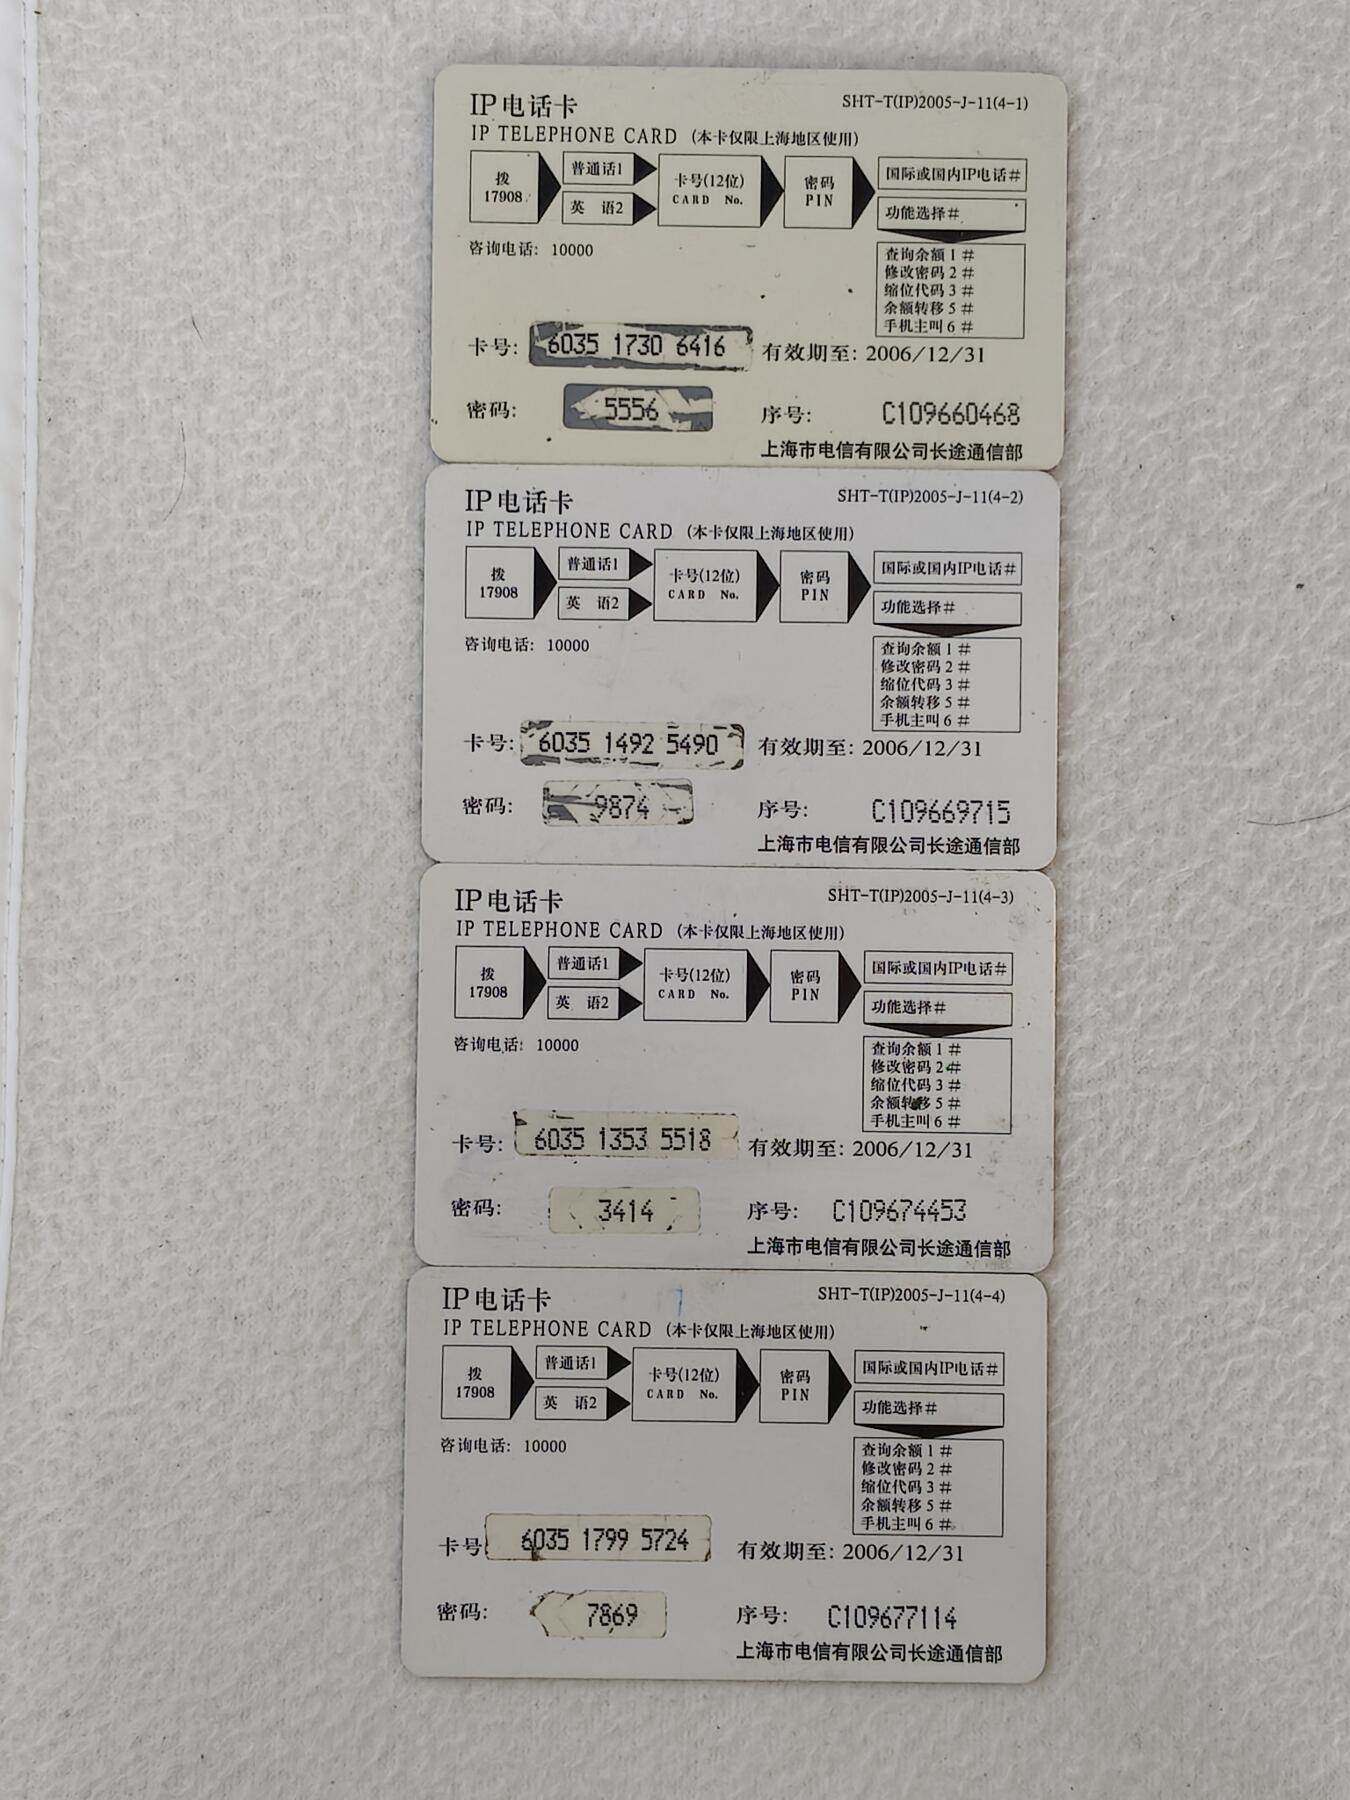 IP 电话卡 SHT-T(IP)2005-J-11(4-1)
IP TELEPHONE CARD (本卡仅限上海地区使用)
拨 17908 普通话1 英 语2 卡号(12位) CARD No. 密码 PIN 国际或国内IP电话#
功能选择#
咨询电话: 10000
查询余额 1 #
修改密码 2 #
缩位代码 3 #
余额转移 5 #
手机主叫 6 #
卡号: 6035 1730 6416 有效期至: 2006/12/31
密码: 5556 序号: C109660468
上海市电信有限公司长途通信部
IP 电话卡 SHT-T(IP)2005-J-11(4-2)
IP TELEPHONE CARD (本卡仅限上海地区使用)
拨 17908 普通话1 英 语2 卡号(12位) CARD No. 密码 PIN 国际或国内IP电话#
功能选择#
咨询电话: 10000
查询余额 1 #
修改密码 2 #
缩位代码 3 #
余额转移 5 #
手机主叫 6 #
卡号: 6035 1492 5490 有效期至: 2006/12/31
密码: 9874 序号: C109669715
上海市电信有限公司长途通信部
IP 电话卡 SHT-T(IP)2005-J-11(4-3)
IP TELEPHONE CARD (本卡仅限上海地区使用)
拨 17908 普通话1 英 语2 卡号(12位) CARD No. 密码 PIN 国际或国内IP电话#
功能选择#
咨询电话: 10000
查询余额 1 #
修改密码 2 #
缩位代码 3 #
余额转移 5 #
手机主叫 6 #
卡号: 6035 1353 5518 有效期至: 2006/12/31
密码: 3414 序号: C109674453
上海市电信有限公司长途通信部
IP 电话卡 SHT-T(IP)2005-J-11(4-4)
IP TELEPHONE CARD (本卡仅限上海地区使用)
拨 17908 普通话1 英 语2 卡号(12位) CARD No. 密码 PIN 国际或国内IP电话#
功能选择#
咨询电话: 10000
查询余额 1 #
修改密码 2 #
缩位代码 3 #
余额转移 5 #
手机主叫 6 #
卡号 6035 1799 5724 有效期至: 2006/12/31
密码: 7869 序号: C109677114
上海市电信有限公司长途通信部